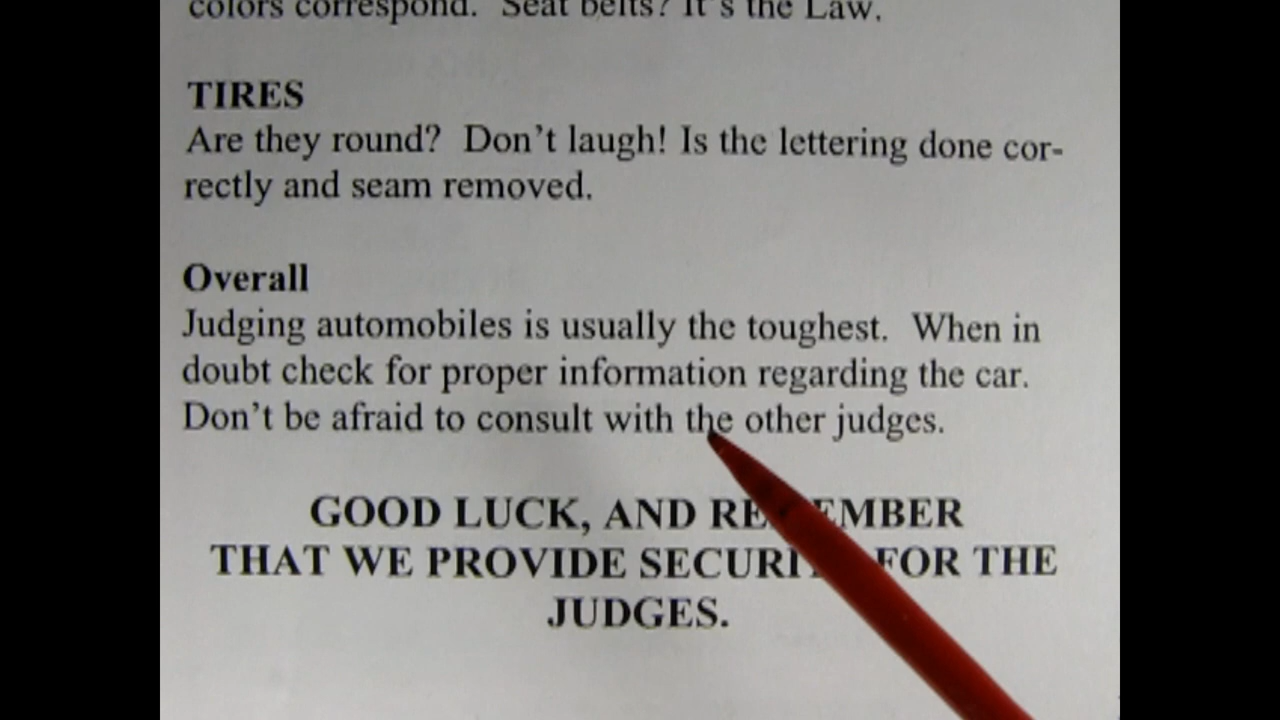 colors correspond.  Seat belts? It's the Law.
TIRES
Are they round?  Don't laugh! Is the lettering done cor-
rectly and seam removed.
Overall
Judging automobiles is usually the toughest.  When in
doubt check for proper information regarding the car.
Don't be afraid to consult with the other judges.
GOOD LUCK, AND REMEMBER
THAT WE PROVIDE SECURITY FOR THE
JUDGES.